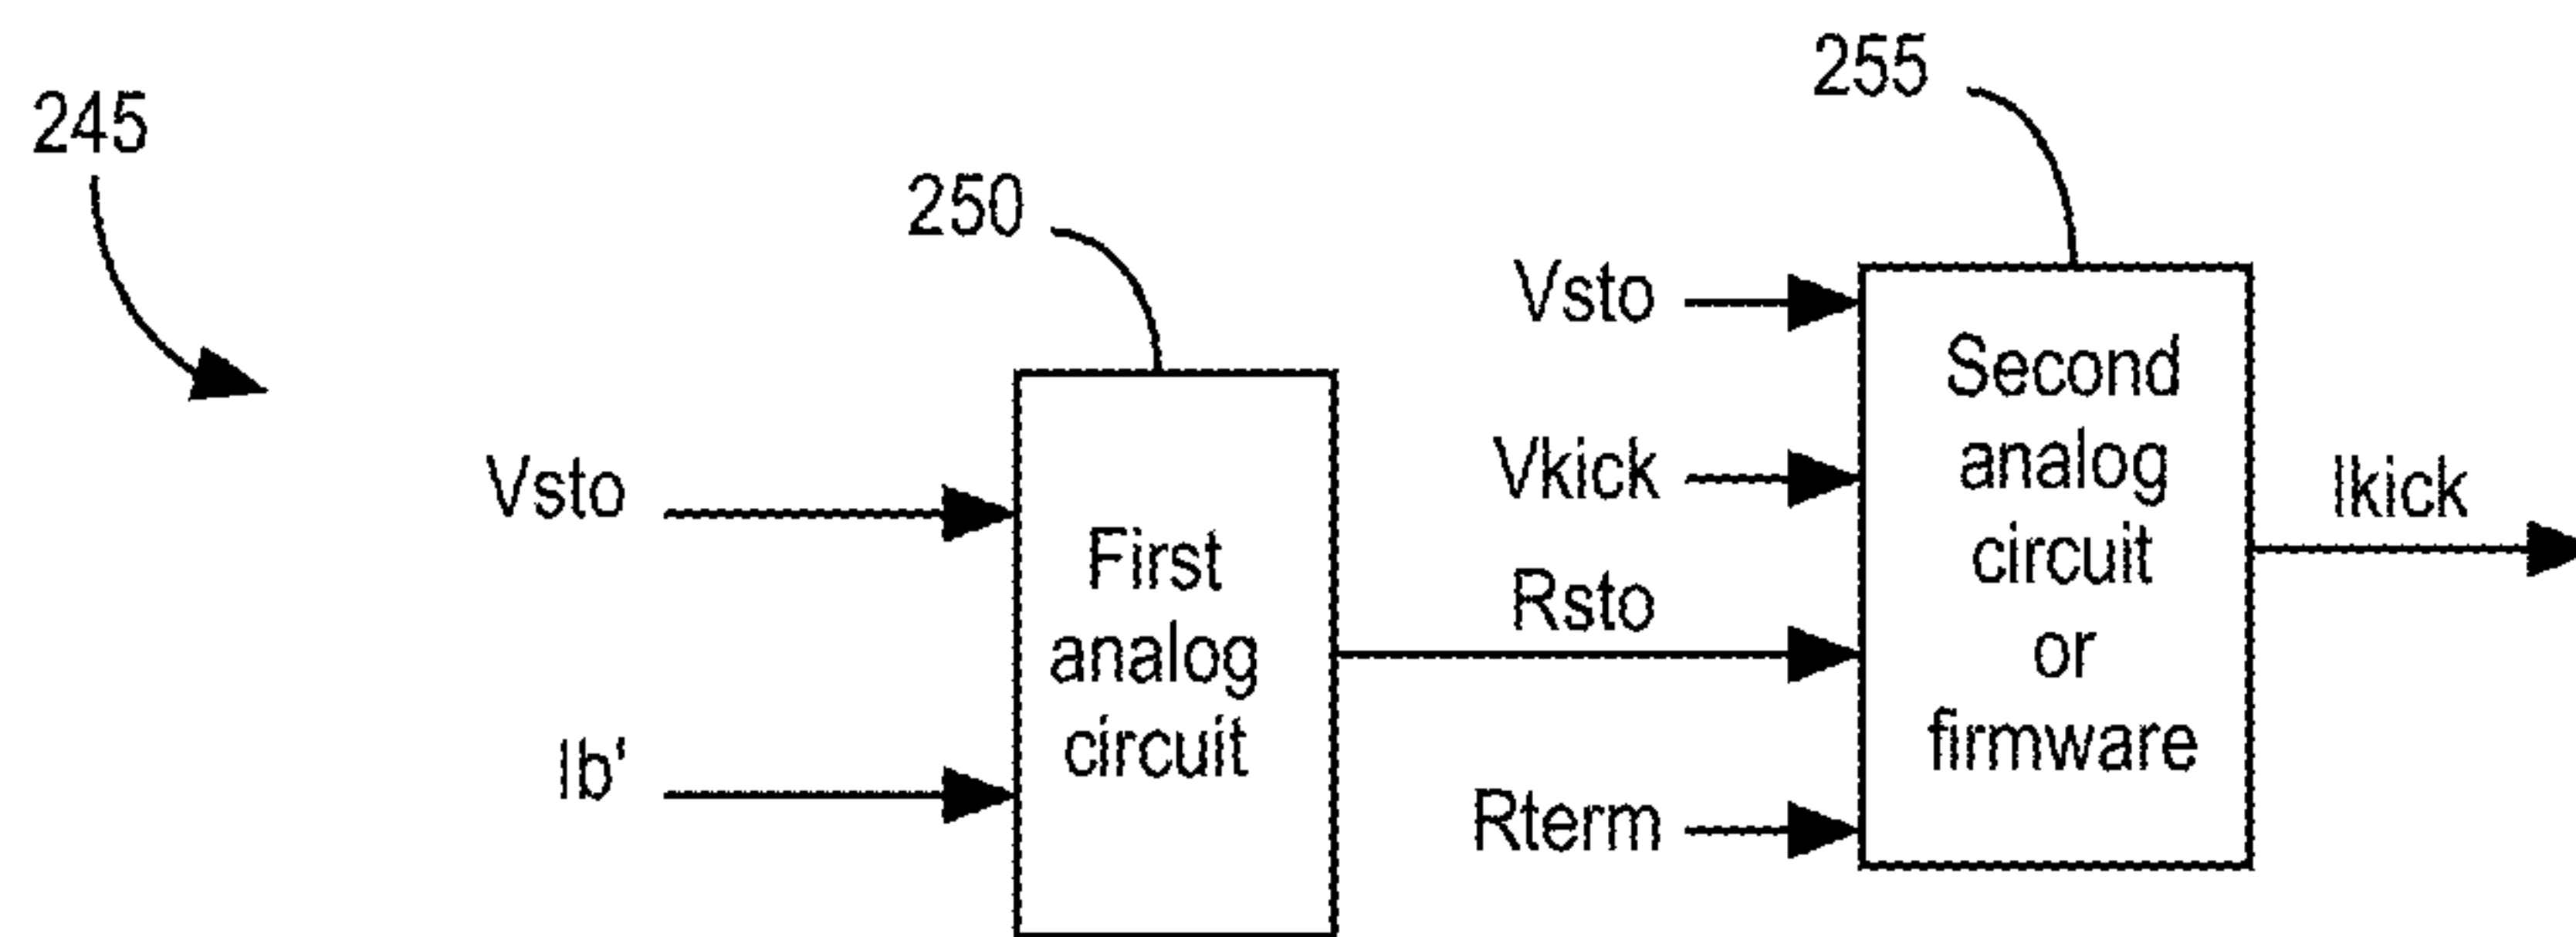 245
250
255
Vsto
Ib'
First
analog
circuit
Vsto
Vkick
Rsto
Rterm
Second
analog
circuit
or
firmware
Ikick